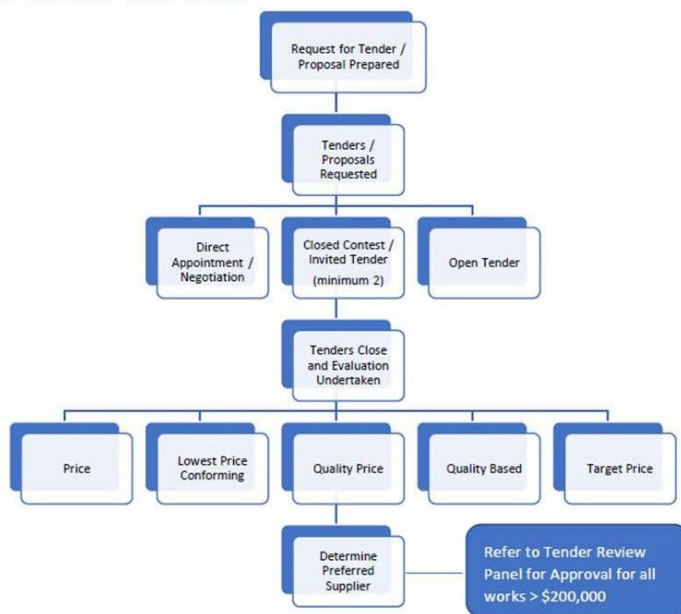 Request for Tender /
Proposal Prepared
Tenders /
Proposals
Requested
Direct
Appointment /
Negotiation
Closed Contest /
Invited Tender
(minimum 2)
Open Tender
Tenders Close
and Evaluation
Undertaken
Price
Lowest Price
Conforming
Quality Price
Quality Based
Target Price
Determine
Preferred
Supplier
Refer to Tender Review
Panel for Approval for all
works > $200,000